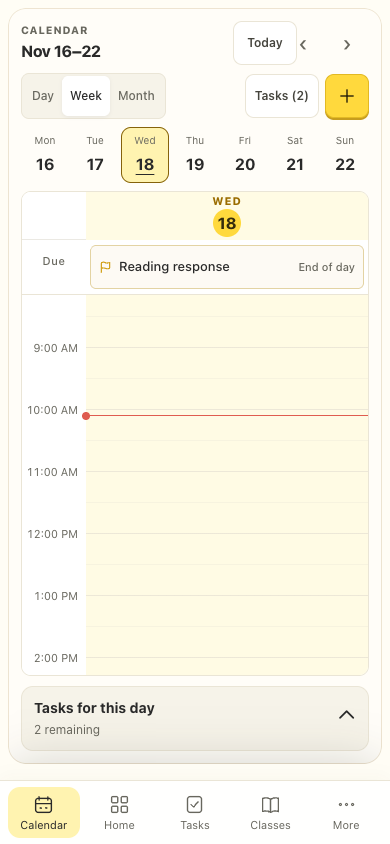 CALENDAR
Nov 16–22
Today
Day Week Month
Tasks (2)
Mon Tue Wed Thu Fri Sat Sun
16 17 18 19 20 21 22
WED
18
Due
Reading response End of day
9:00 AM
10:00 AM
11:00 AM
12:00 PM
1:00 PM
2:00 PM
Tasks for this day
2 remaining
Calendar Home Tasks Classes More